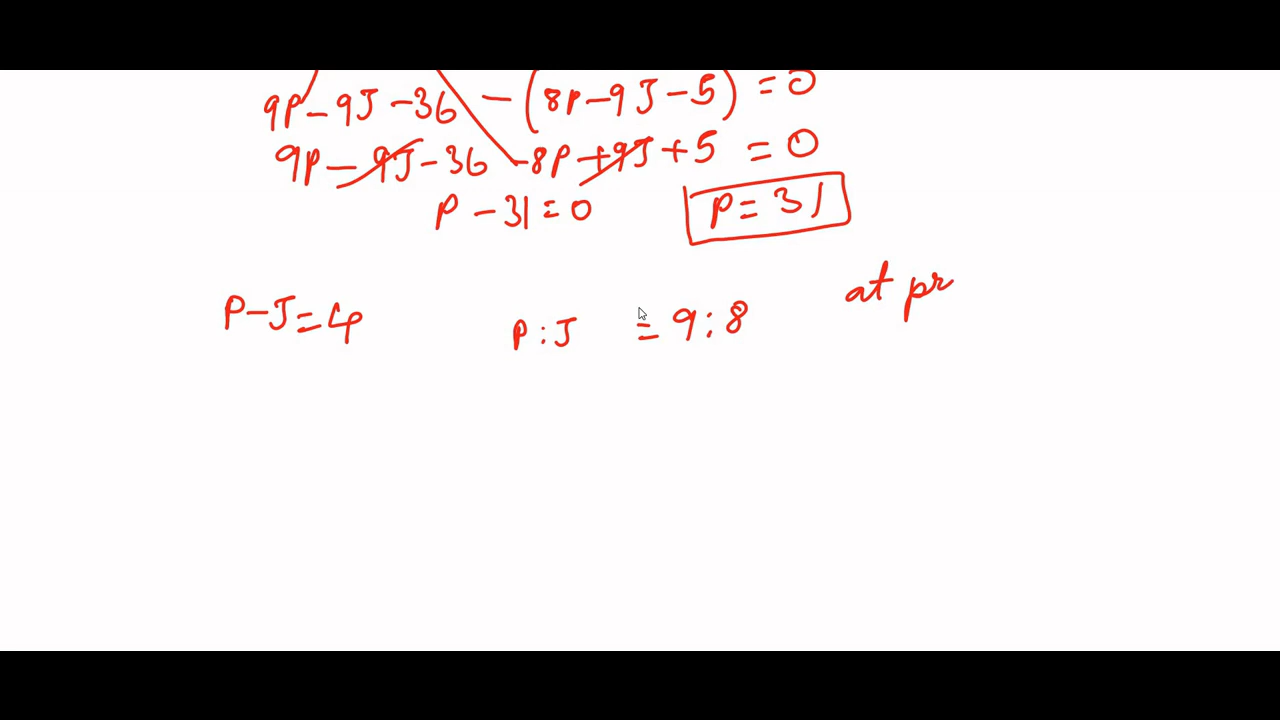 9P - 9J - 36 - (8P - 9J - 5) = 0
9P - 9J - 36 - 8P + 9J + 5 = 0
P - 31 = 0 P = 31
P - J = 4 P : J = 9 : 8 at pr